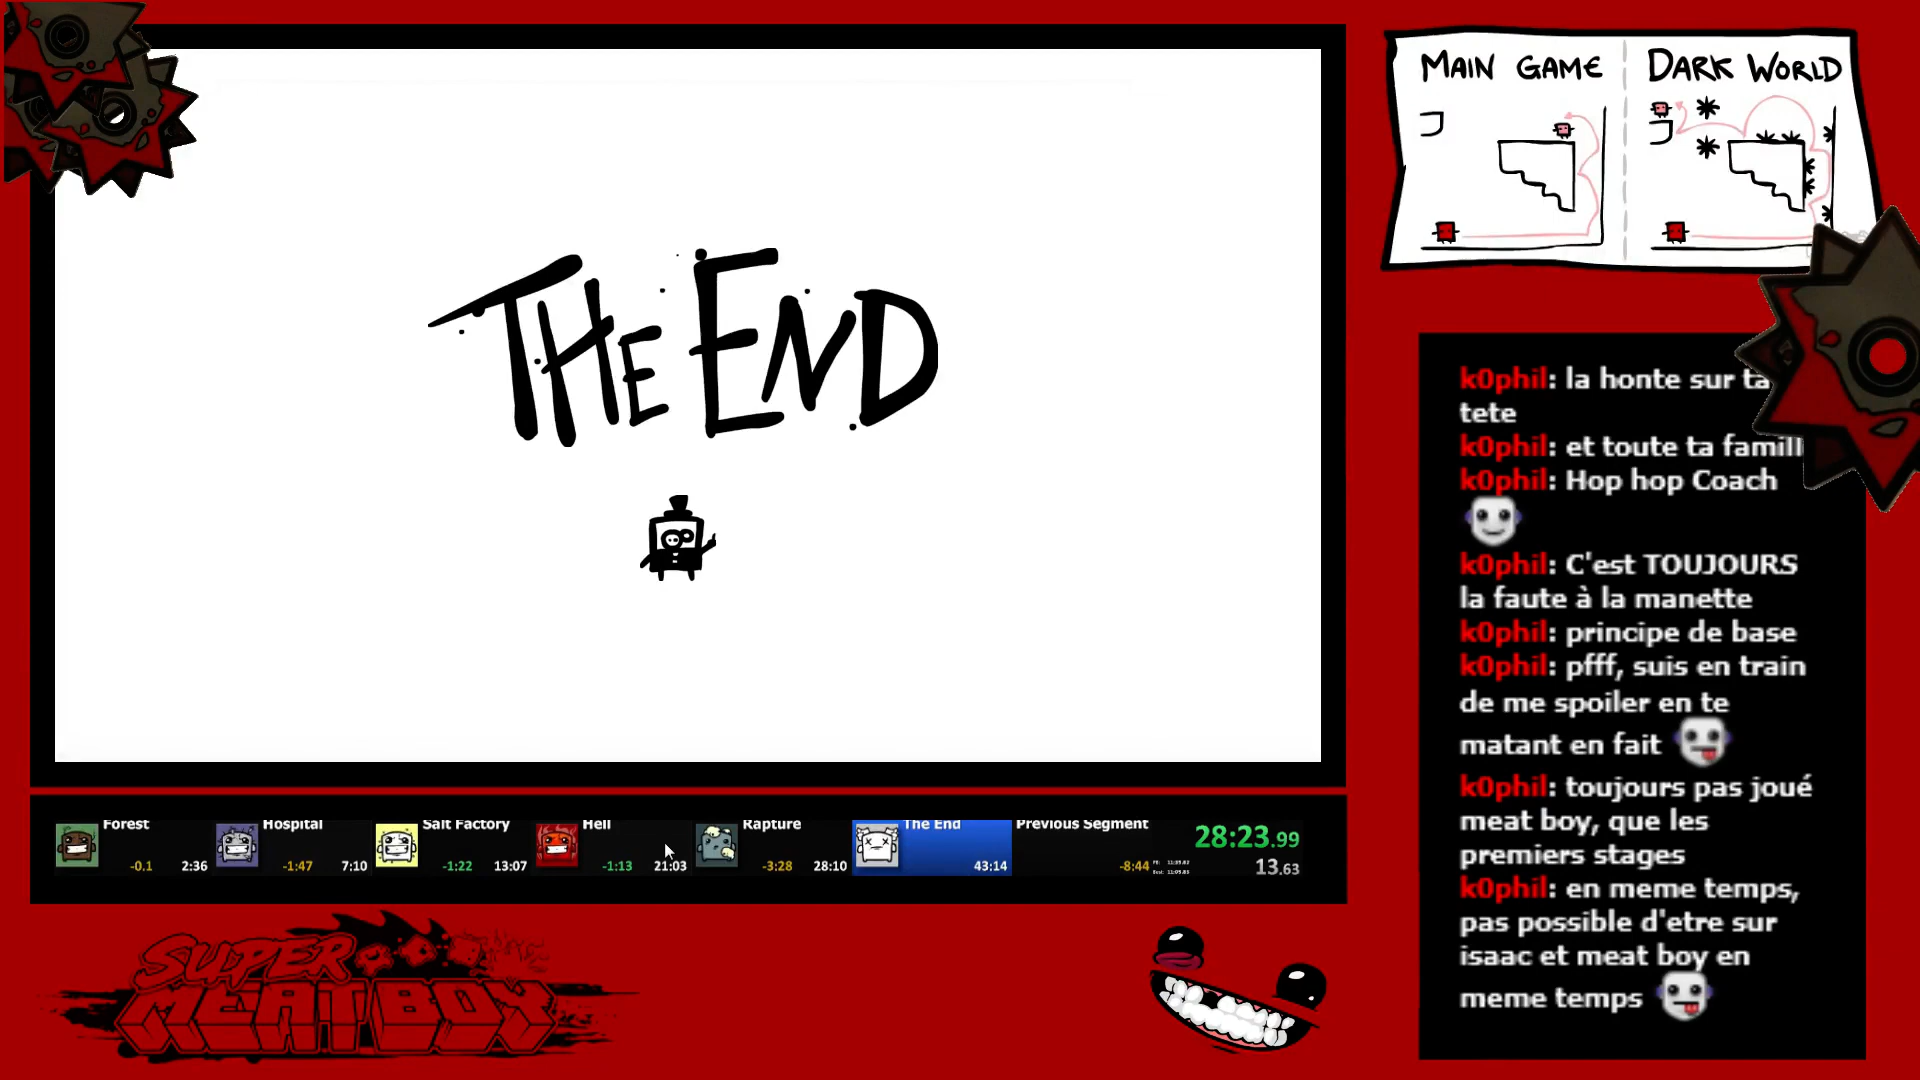 THE END
MAIN GAME
DARK WORLD
k0phil: la honte sur ta
tete
k0phil: et toute ta famill
k0phil: Hop hop Coach
k0phil: C'est TOUJOURS
la faute à la manette
k0phil: principe de base
k0phil: pfff, suis en train
de me spoiler en te
matant en fait
k0phil: toujours pas joué
meat boy, que les
premiers stages
k0phil: en meme temps,
pas possible d'etre sur
isaac et meat boy en
meme temps
Forest
-0.1 2:36
Hospital
-1:47 7:10
Salt Factory
-1:22 13:07
Hell
-1:13 21:03
Rapture
-3:28 28:10
The End
43:14
Previous Segment
-8:44
28:23.99
13.63
SUPER
MEAT BOY